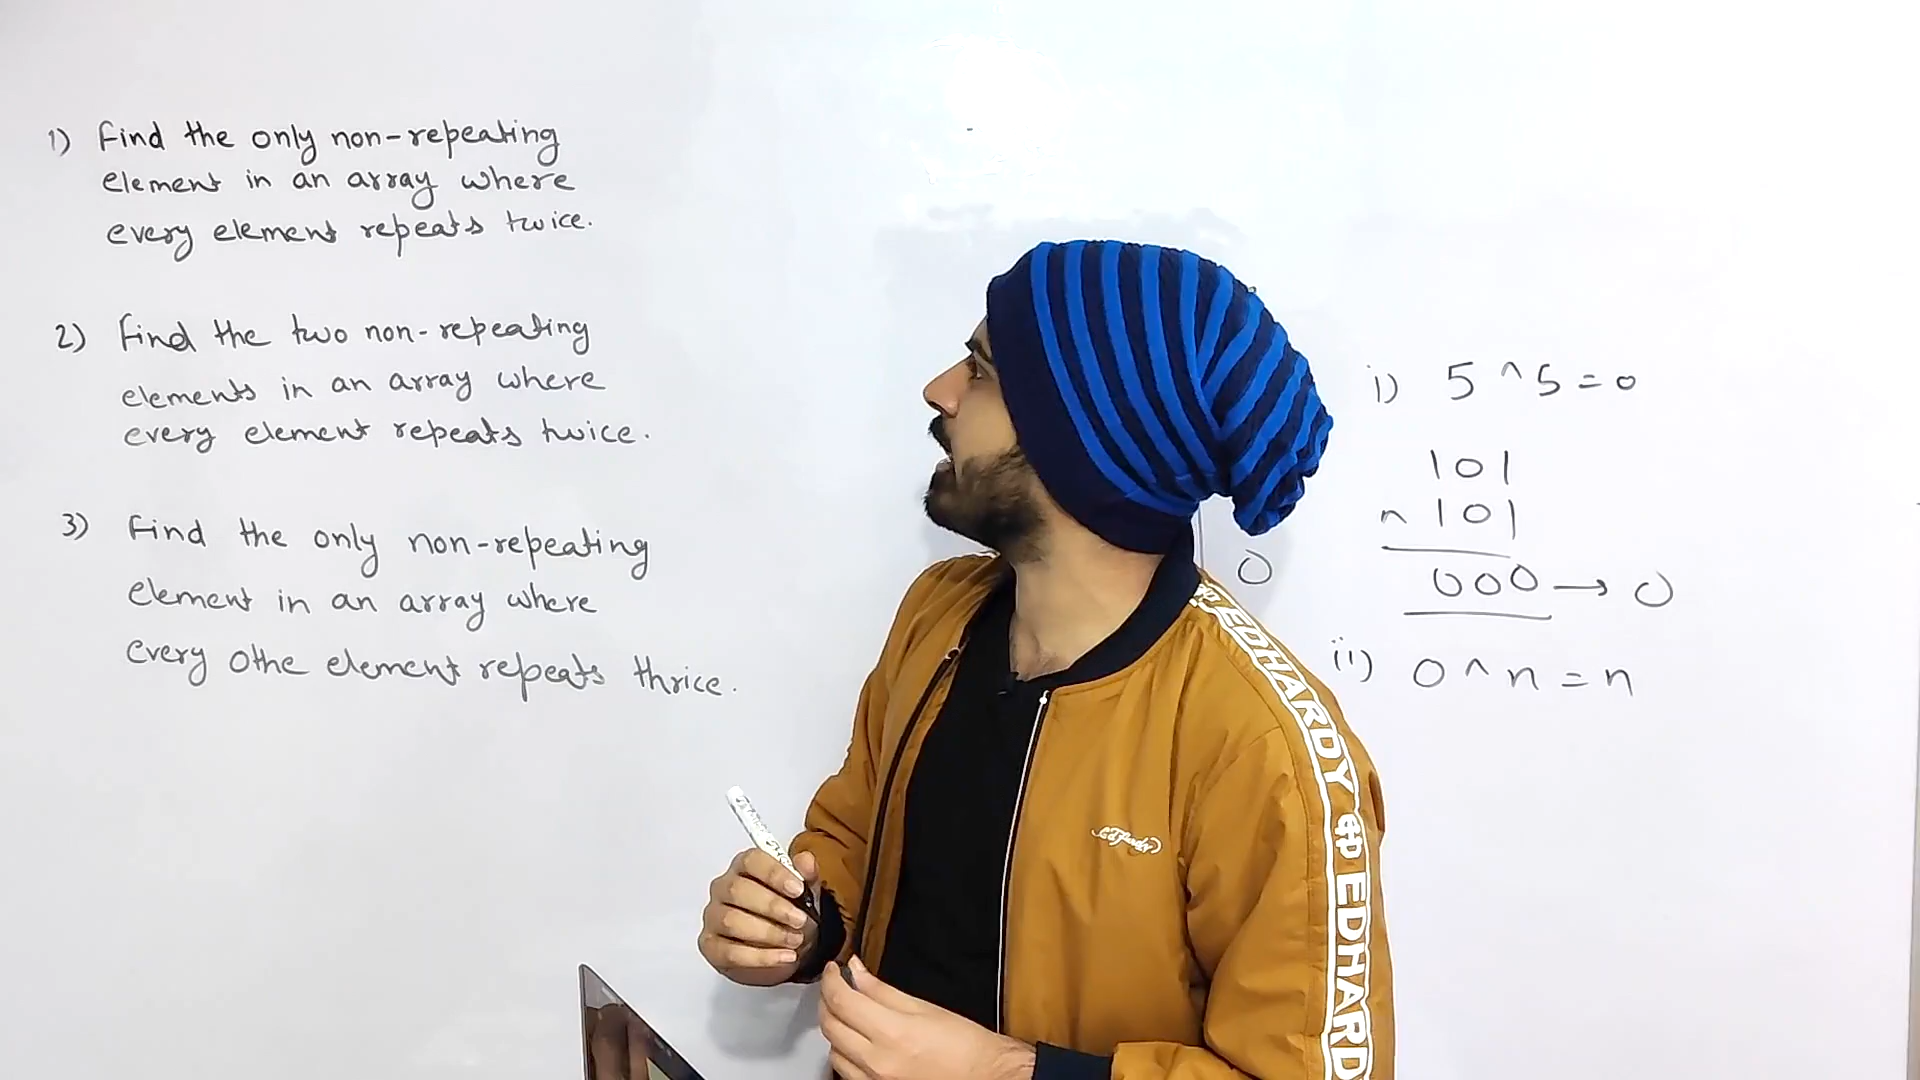 1) Find the only non-repeating
element in an array where
every element repeats twice.
2) Find the two non-repeating
elements in an array where
every element repeats twice.
3) Find the only non-repeating
element in an array where
every othe element repeats thrice.
i) 5 ^ 5 = 0
101
^ 101
0
000 → 0
ii) 0 ^ n = n
EDHARDY
EDHARD